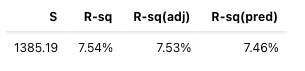 S R-sq R-sq(adj) R-sq(pred)
1385.19 7.54% 7.53% 7.46%